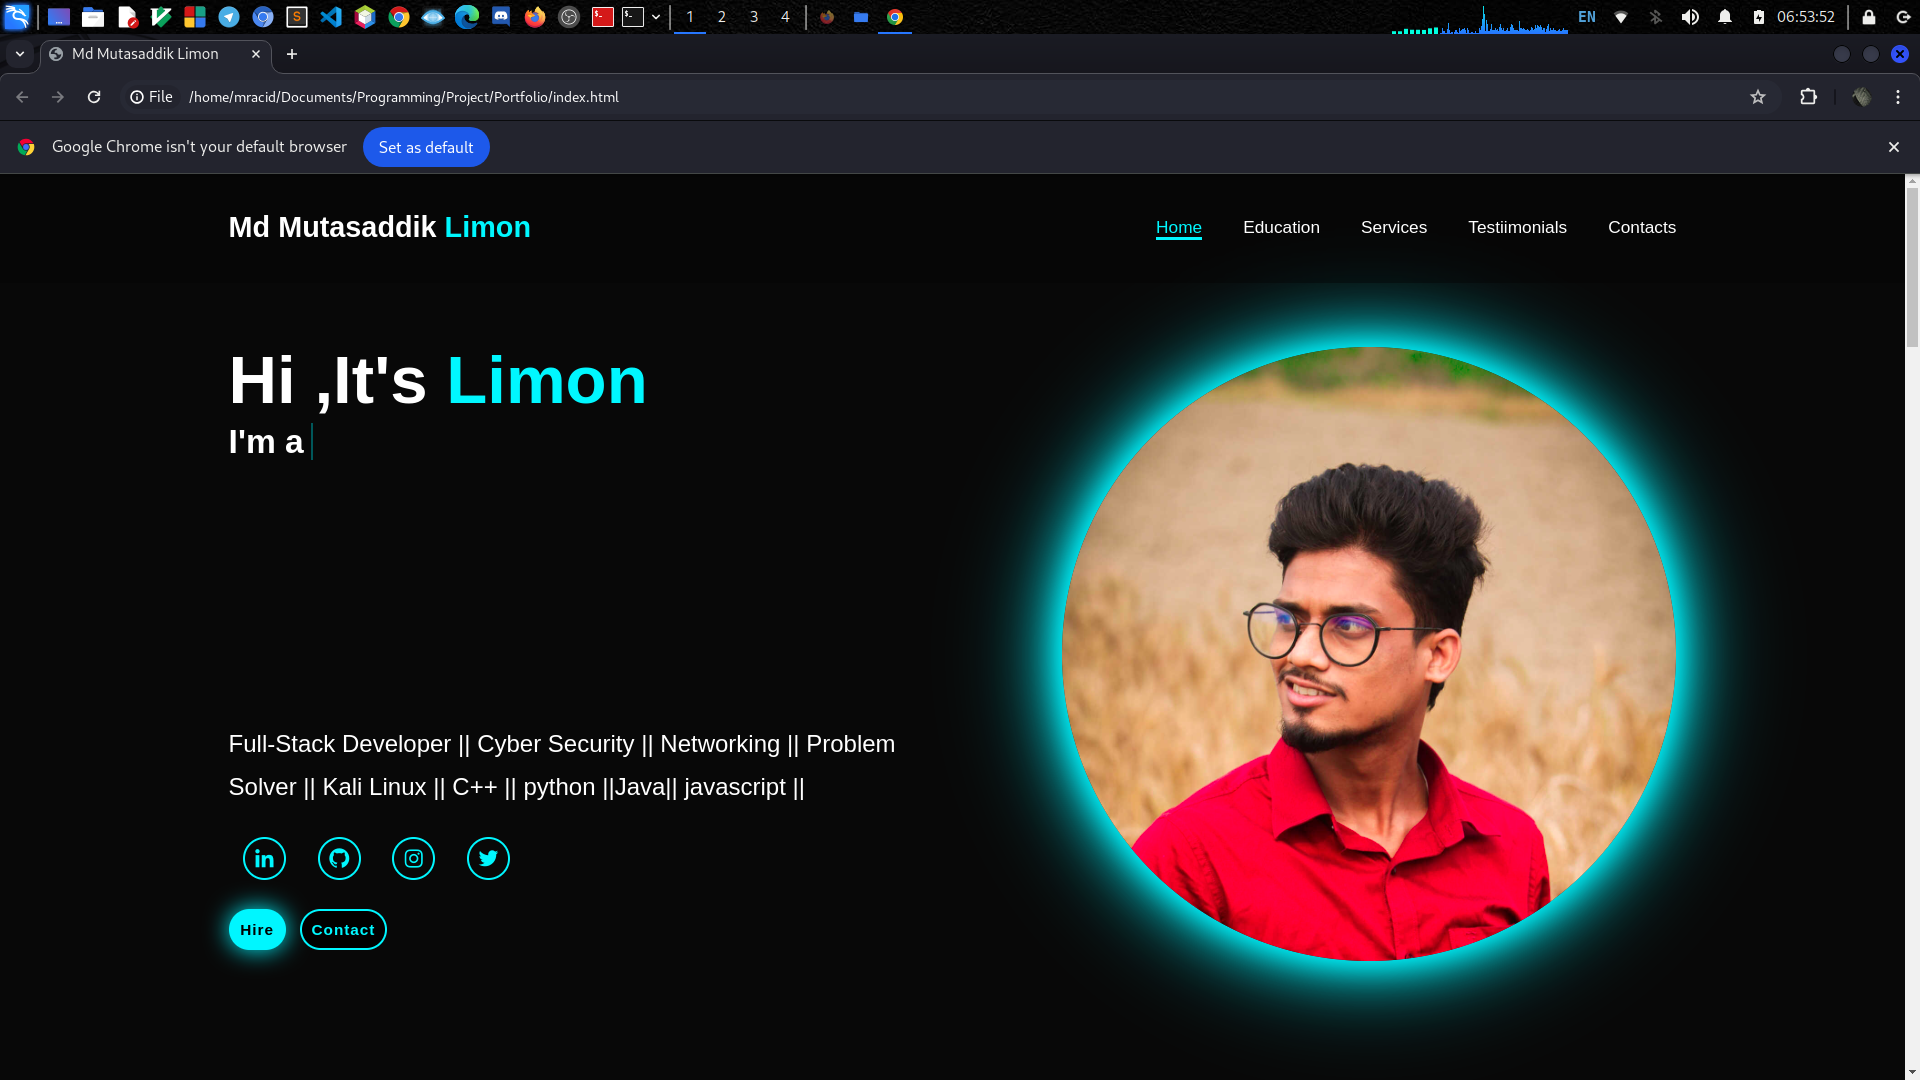 1 2 3 4
EN
06:53:52
Md Mutasaddik Limon
File
/home/mracid/Documents/Programming/Project/Portfolio/index.html
Google Chrome isn't your default browser
Set as default
Md Mutasaddik Limon
Home
Education
Services
Testiimonials
Contacts
Hi ,It's Limon
I'm a
Full-Stack Developer || Cyber Security || Networking || Problem
Solver || Kali Linux || C++ || python ||Java|| javascript ||
in
Hire
Contact